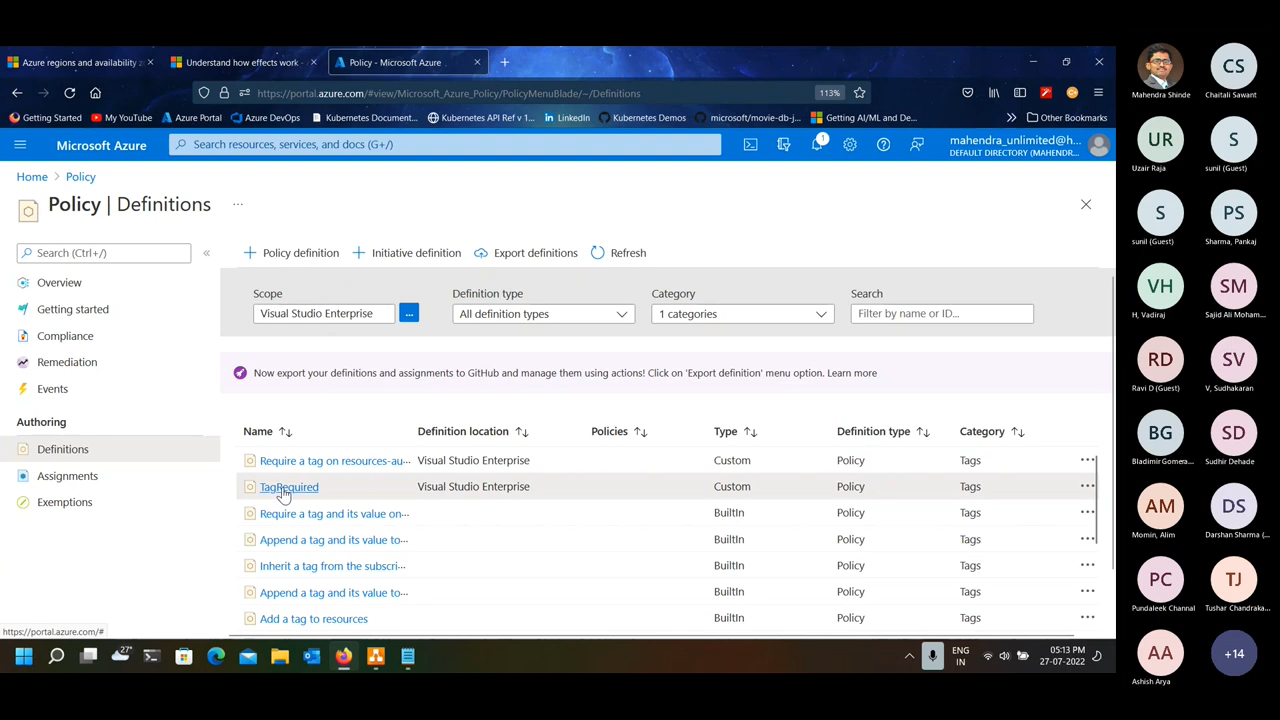 Azure regions and availability z
Understand how effects work -
Policy - Microsoft Azure
https://portal.azure.com/#view/Microsoft_Azure_Policy/PolicyMenuBlade/~/Definitions
113%
Getting Started
My YouTube
Azure Portal
Azure DevOps
Kubernetes Document...
Kubernetes API Ref v 1...
LinkedIn
Kubernetes Demos
microsoft/movie-db-j...
Getting AI/ML and De...
Other Bookmarks
Microsoft Azure
Search resources, services, and docs (G+/)
1
mahendra_unlimited@h...
DEFAULT DIRECTORY (MAHENDR...
Home > Policy
Policy | Definitions
...
Search (Ctrl+/)
Overview
Getting started
Compliance
Remediation
Events
Authoring
Definitions
Assignments
Exemptions
Policy definition
Initiative definition
Export definitions
Refresh
Scope
Visual Studio Enterprise
...
Definition type
All definition types
Category
1 categories
Search
Filter by name or ID...
Now export your definitions and assignments to GitHub and manage them using actions! Click on 'Export definition' menu option. Learn more
Name Definition location Policies Type Definition type Category
Require a tag on resources-au... Visual Studio Enterprise Custom Policy Tags
TagRequired Visual Studio Enterprise Custom Policy Tags
Require a tag and its value on... BuiltIn Policy Tags
Append a tag and its value to... BuiltIn Policy Tags
Inherit a tag from the subscri... BuiltIn Policy Tags
Append a tag and its value to... BuiltIn Policy Tags
Add a tag to resources BuiltIn Policy Tags
https://portal.azure.com/#
27°
ENG
IN
05:13 PM
27-07-2022
Mahendra Shinde
CS
Chaitali Sawant
UR
Uzair Raja
S
sunil (Guest)
S
sunil (Guest)
PS
Sharma, Pankaj
VH
H, Vadiraj
SM
Sajid Ali Moham...
RD
Ravi D (Guest)
SV
V, Sudhakaran
BG
Bladimir Gomera...
SD
Sudhir Dehade
AM
Momin, Alim
DS
Darshan Sharma (...
PC
Pundaleek Channal
TJ
Tushar Chandraka...
AA
Ashish Arya
+14